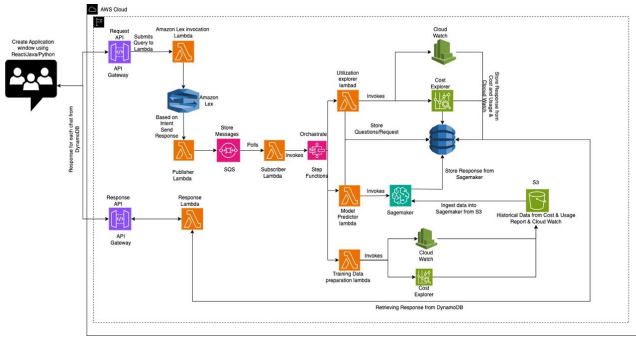 AWS Cloud
Create Application
window using
ReactJava/Python
Request
API
API
Gateway
Submits
Query to
Lambda
Amazon Lex invocation
Lambda
Amazon
Lex
Based on
Intent
Send
Response
Publisher
Lambda
Store
Messages
SQS
Polls
Subscriber
Lambda
Invokes
Orchastrate
Step
Functions
Utilization
explorer
lambad
Invokes
Cloud
Watch
Cost
Explorer
Store Response from
Cost and Usage &
Cloud Watch
Store
Questions/Request
Store Response from
Sagemaker
Model
Predictor
lambda
Invokes
Sagemaker
Ingest data into
Sagemaker from S3
S3
Historical Data from Cost & Usage
Report & Cloud Watch
Training Data
preparation lambda
Invokes
Cloud
Watch
Cost
Explorer
Response for each chat from
DynamoDB
Response
API
API
Gateway
Response
Lambda
Retrieving Response from DynamoDB